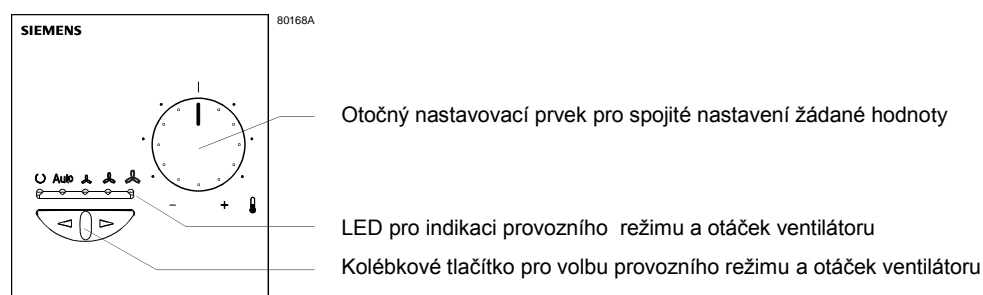 80168A
SIEMENS
Otočný nastavovací prvek pro spojité nastavení žádané hodnoty
Auto
- +
LED pro indikaci provozního režimu a otáček ventilátoru
Kolébkové tlačítko pro volbu provozního režimu a otáček ventilátoru